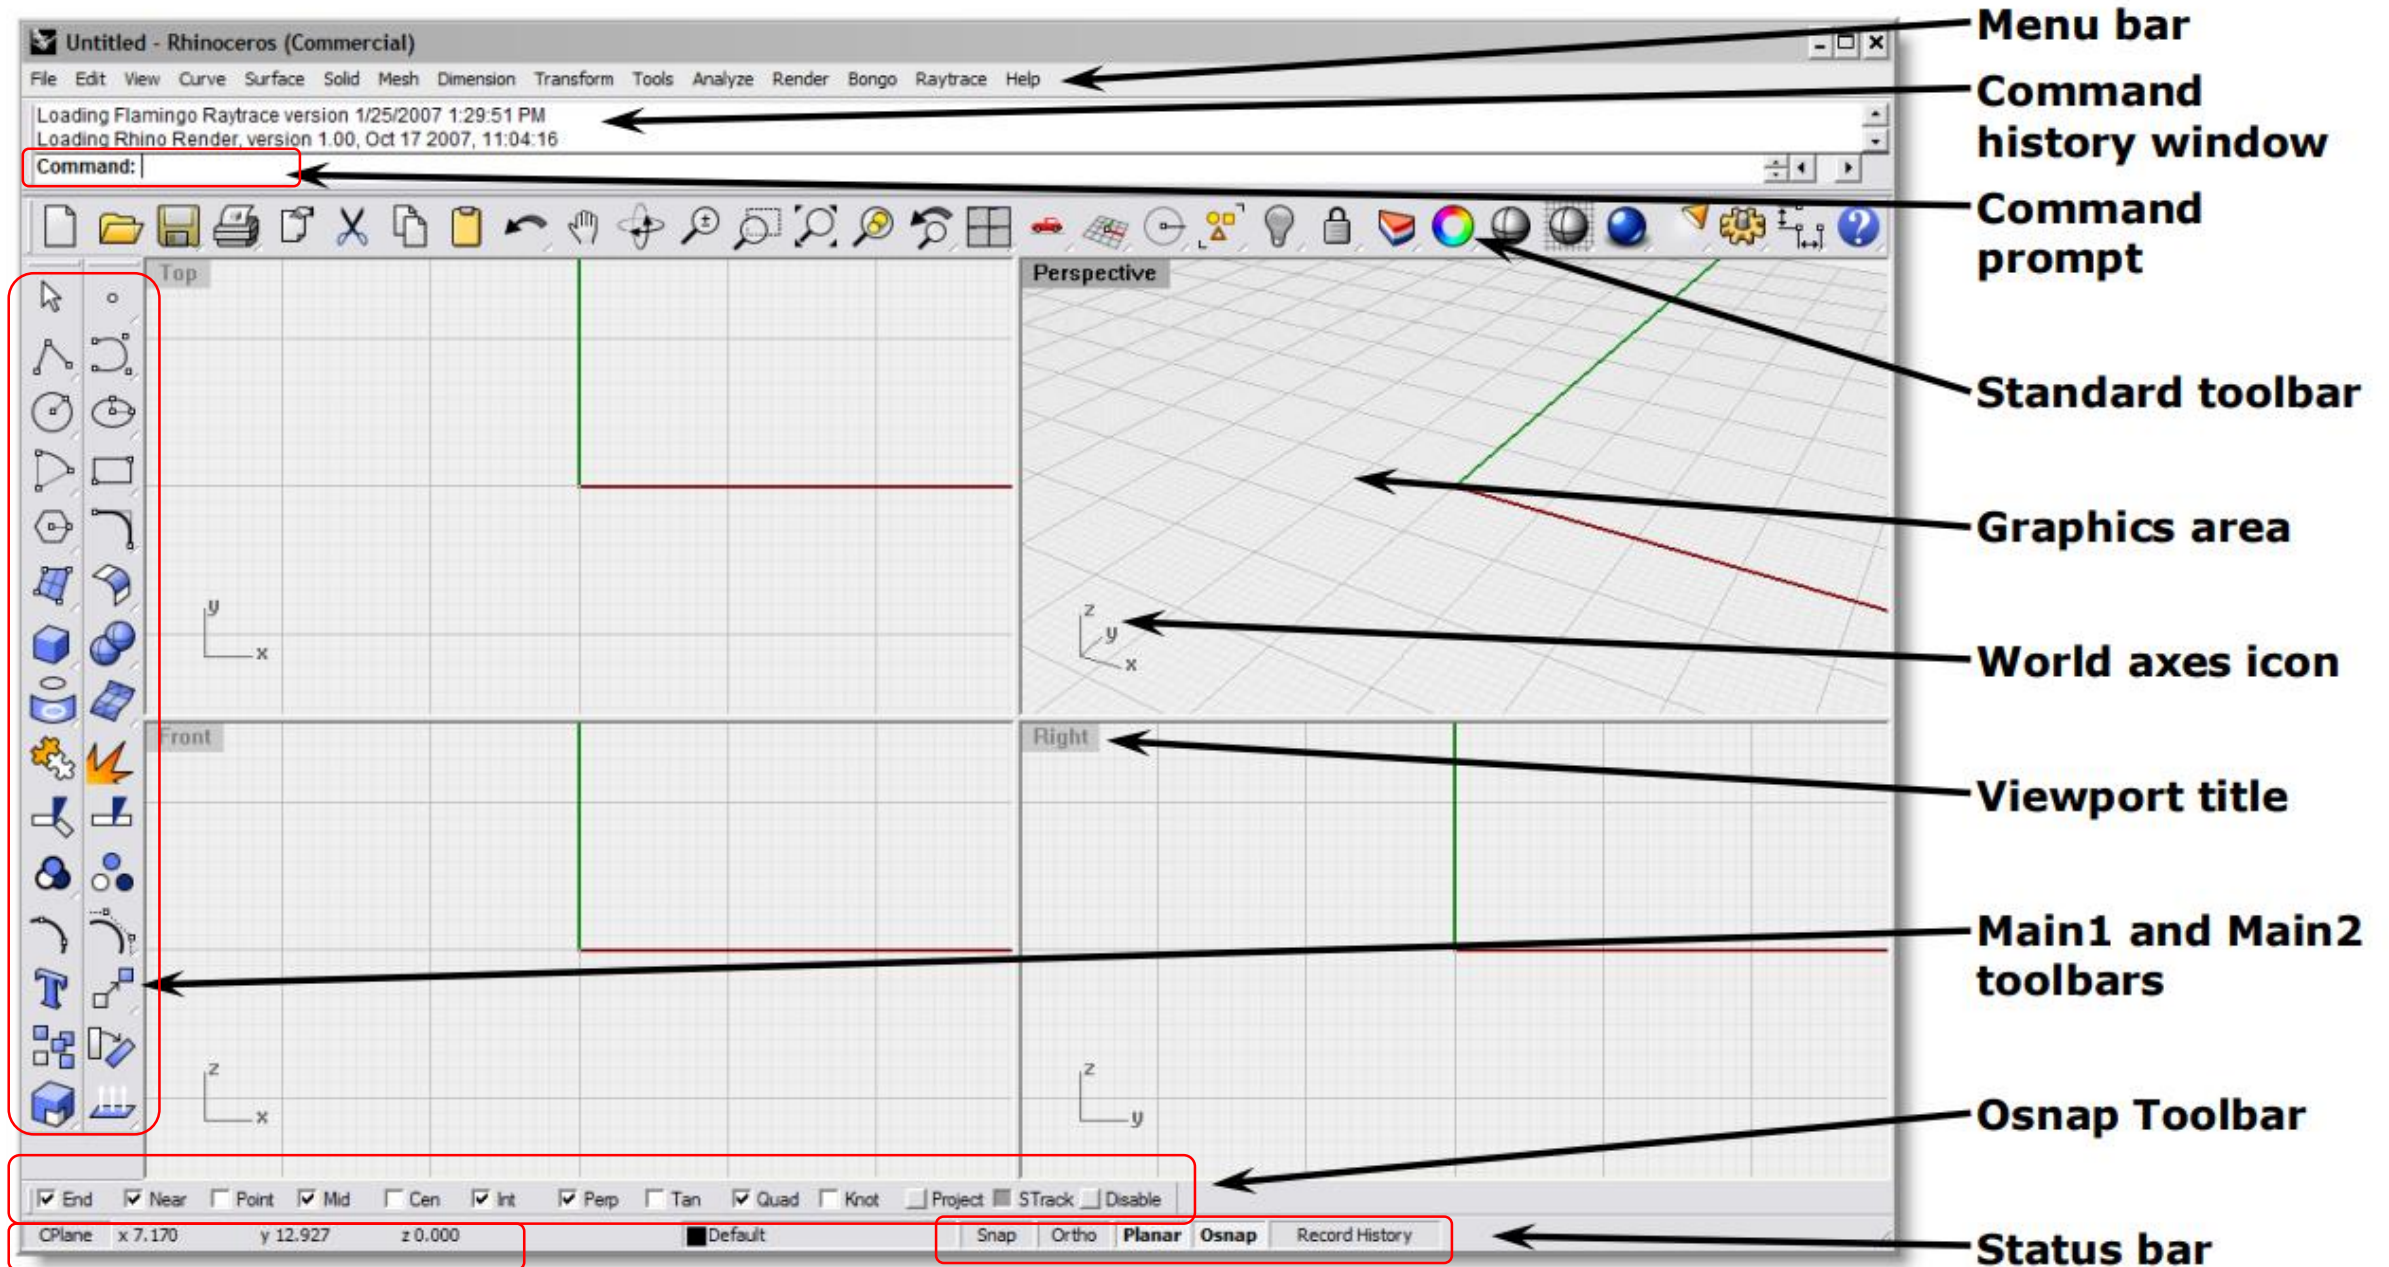 Untitled - Rhinoceros (Commercial)
File Edit View Curve Surface Solid Mesh Dimension Transform Tools Analyze Render Bongo Raytrace Help
Loading Flamingo Raytrace version 1/25/2007 1:29:51 PM
Loading Rhino Render, version 1.00, Oct 17 2007, 11:04:16
Command:
Menu bar
Command
history window
Command
prompt
Standard toolbar
Graphics area
World axes icon
Viewport title
Main1 and Main2
toolbars
Osnap Toolbar
Status bar
Top
y
x
Perspective
z
y
x
Front
z
x
Right
z
y
End Near Point Mid Cen Int Perp Tan Quad Knot Project STrack Disable
CPlane x 7.170 y 12.927 z 0.000 Default Snap Ortho Planar Osnap Record History